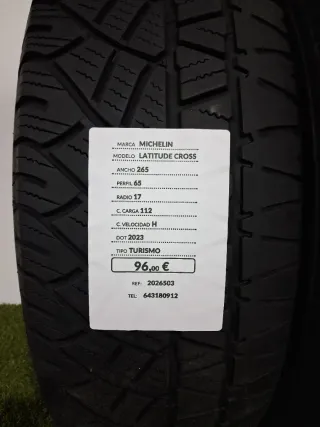 MARCA MICHELIN
MODELO LATITUDE CROSS
ANCHO 265
PERFIL 65
RADIO 17
C. CARGA 112
C. VELOCIDAD H
DOT 2023
TIPO TURISMO
96,00 €
REF: 2026503
TEL: 643180912